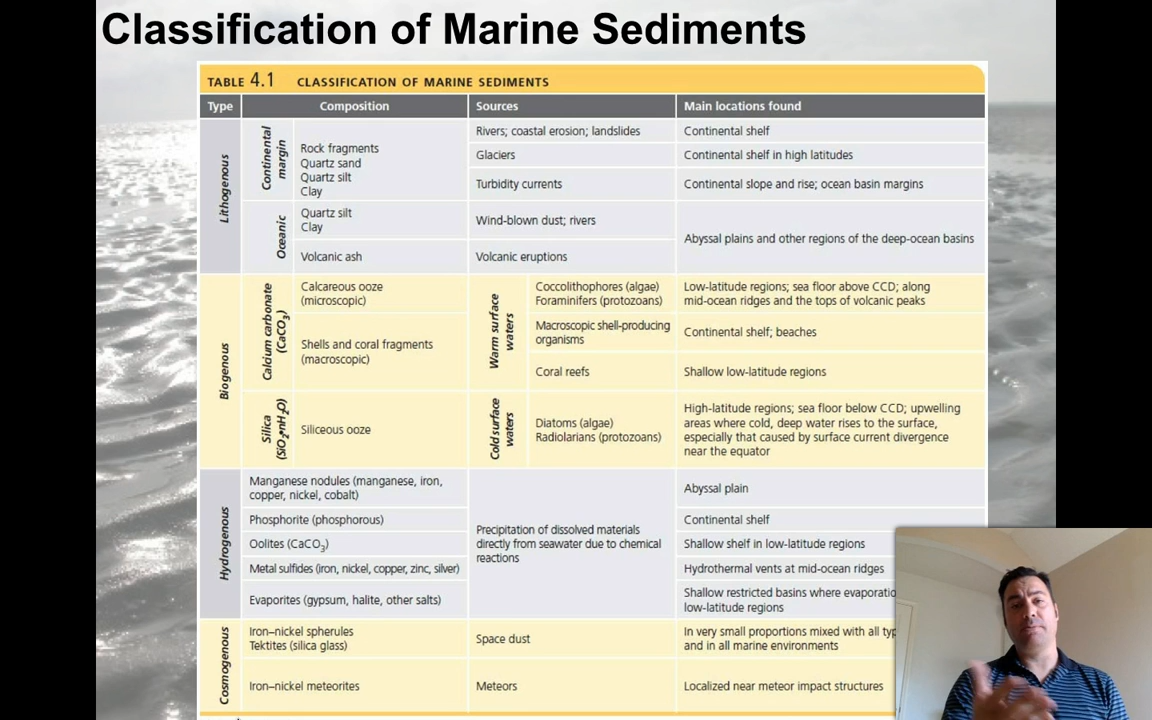 Classification of Marine Sediments
TABLE 4.1 CLASSIFICATION OF MARINE SEDIMENTS
Type
Composition
Sources
Main locations found
Lithogenous
Continental
margin
Rock fragments
Quartz sand
Quartz silt
Clay
Rivers; coastal erosion; landslides
Continental shelf
Glaciers
Continental shelf in high latitudes
Turbidity currents
Continental slope and rise; ocean basin margins
Oceanic
Quartz silt
Clay
Wind-blown dust; rivers
Abyssal plains and other regions of the deep-ocean basins
Volcanic ash
Volcanic eruptions
Biogenous
Calcium carbonate
(CaCO₃)
Calcareous ooze
(microscopic)
Warm surface
waters
Coccolithophores (algae)
Foraminifers (protozoans)
Low-latitude regions; sea floor above CCD; along
mid-ocean ridges and the tops of volcanic peaks
Shells and coral fragments
(macroscopic)
Macroscopic shell-producing
organisms
Continental shelf; beaches
Coral reefs
Shallow low-latitude regions
Silica
(SiO₂•nH₂O)
Siliceous ooze
Cold surface
waters
Diatoms (algae)
Radiolarians (protozoans)
High-latitude regions; sea floor below CCD; upwelling
areas where cold, deep water rises to the surface,
especially that caused by surface current divergence
near the equator
Hydrogenous
Manganese nodules (manganese, iron,
copper, nickel, cobalt)
Precipitation of dissolved materials
directly from seawater due to chemical
reactions
Abyssal plain
Phosphorite (phosphorous)
Continental shelf
Oolites (CaCO₃)
Shallow shelf in low-latitude regions
Metal sulfides (iron, nickel, copper, zinc, silver)
Hydrothermal vents at mid-ocean ridges
Evaporites (gypsum, halite, other salts)
Shallow restricted basins where
low-latitude regions
Cosmogenous
Iron–nickel spherules
Tektites (silica glass)
Space dust
In very small proportions mixed with all
and in all marine environments
Iron–nickel meteorites
Meteors
Localized near meteor impact structures